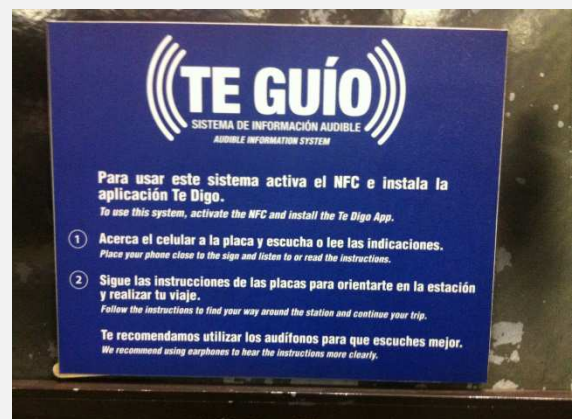 TE GUÍO
SISTEMA DE INFORMACIÓN AUDIBLE
AUDIBLE INFORMATION SYSTEM
Para usar este sistema activa el NFC e instala la
aplicación Te Digo.
To use this system, activate the NFC and install the Te Digo App.
1 Acerca el celular a la placa y escucha o lee las indicaciones.
Place your phone close to the sign and listen to or read the instructions.
2 Sigue las instrucciones de las placas para orientarte en la estación
y realizar tu viaje.
Follow the instructions to find your way around the station and continue your trip.
Te recomendamos utilizar los audífonos para que escuches mejor.
We recommend using earphones to hear the instructions more clearly.